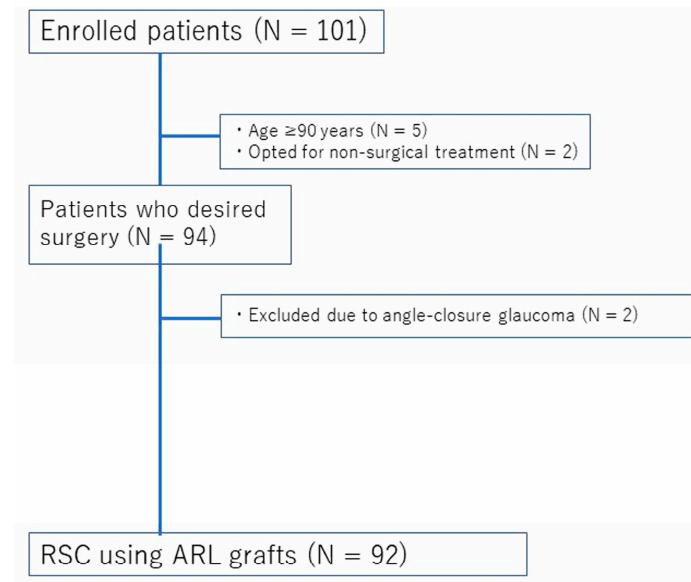 Enrolled patients (N = 101)
・Age ≥90 years (N = 5)
・Opted for non-surgical treatment (N = 2)
Patients who desired
surgery (N = 94)
・Excluded due to angle-closure glaucoma (N = 2)
RSC using ARL grafts (N = 92)